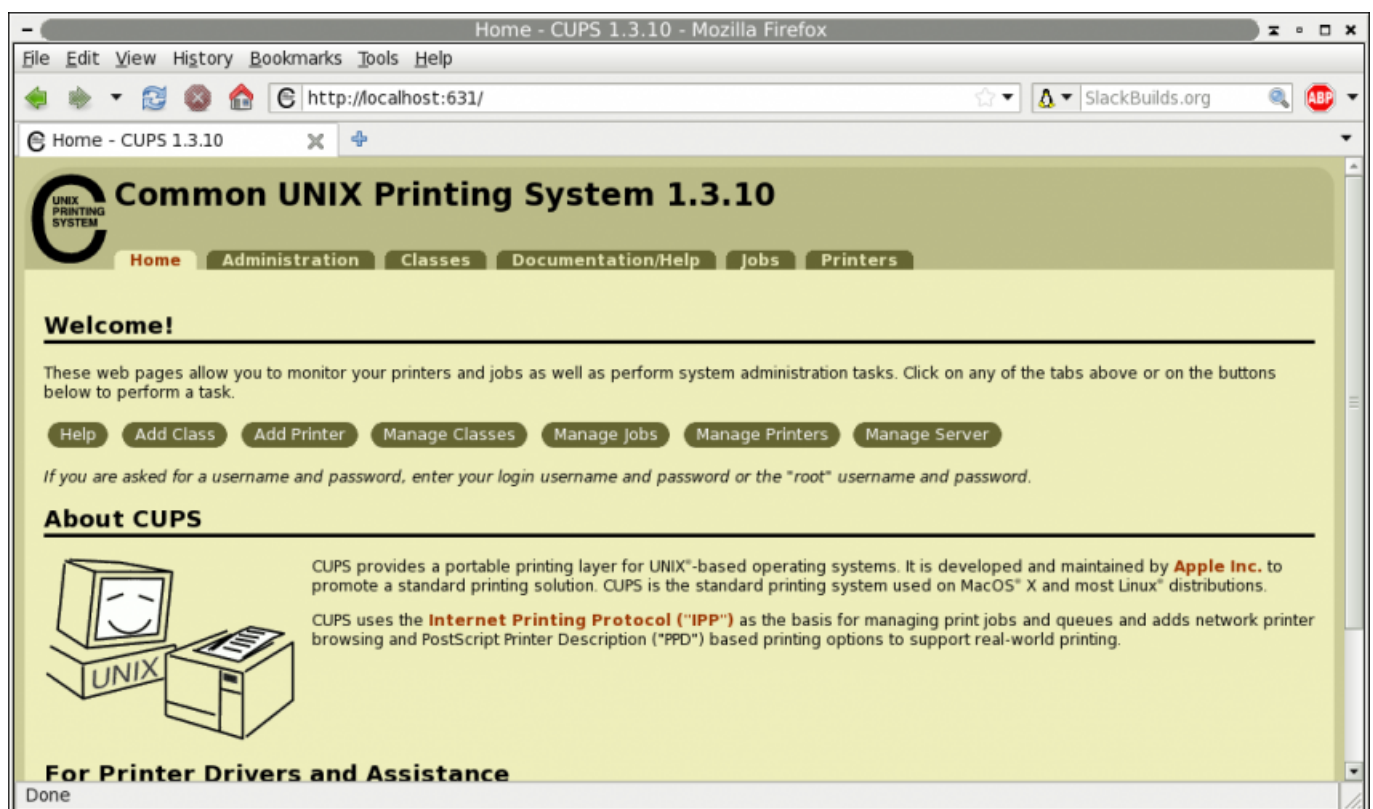 Home - CUPS 1.3.10 - Mozilla Firefox
File Edit View History Bookmarks Tools Help
http://localhost:631/ SlackBuilds.org ABP
Home - CUPS 1.3.10
UNIX
PRINTING
SYSTEM
Common UNIX Printing System 1.3.10
Home Administration Classes Documentation/Help Jobs Printers
Welcome!
These web pages allow you to monitor your printers and jobs as well as perform system administration tasks. Click on any of the tabs above or on the buttons
below to perform a task.
Help Add Class Add Printer Manage Classes Manage Jobs Manage Printers Manage Server
If you are asked for a username and password, enter your login username and password or the "root" username and password.
About CUPS
CUPS provides a portable printing layer for UNIX®-based operating systems. It is developed and maintained by Apple Inc. to
promote a standard printing solution. CUPS is the standard printing system used on MacOS® X and most Linux® distributions.
CUPS uses the Internet Printing Protocol ("IPP") as the basis for managing print jobs and queues and adds network printer
browsing and PostScript Printer Description ("PPD") based printing options to support real-world printing.
UNIX
For Printer Drivers and Assistance
Done